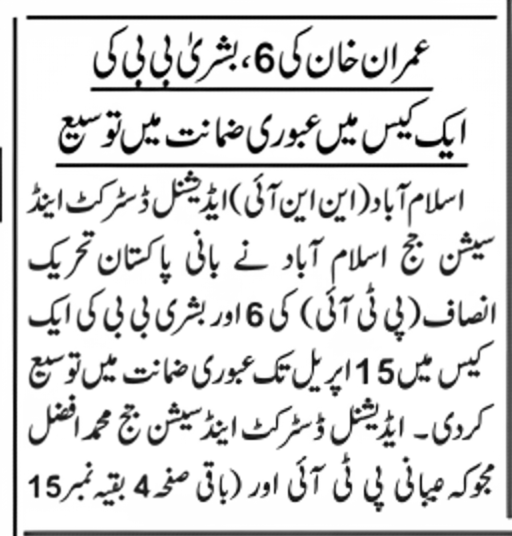 عمران خان کی 6، بشریٰ بی بی کی
ایک کیس میں عبوری ضمانت میں توسیع
اسلام آباد (این این آئی) ایڈیشنل ڈسٹرکٹ اینڈ
سیشن جج اسلام آباد نے بانی پاکستان تحریک
انصاف (پی ٹی آئی) کی 6 اور بشری بی بی کی ایک
کیس میں 15 اپریل تک عبوری ضمانت میں توسیع
کردی۔ ایڈیشنل ڈسٹرکٹ اینڈ سیشن جج محمد افضل
مجوکہ نے بانی پی ٹی آئی اور (باقی صفحہ 4 بقیہ نمبر 15